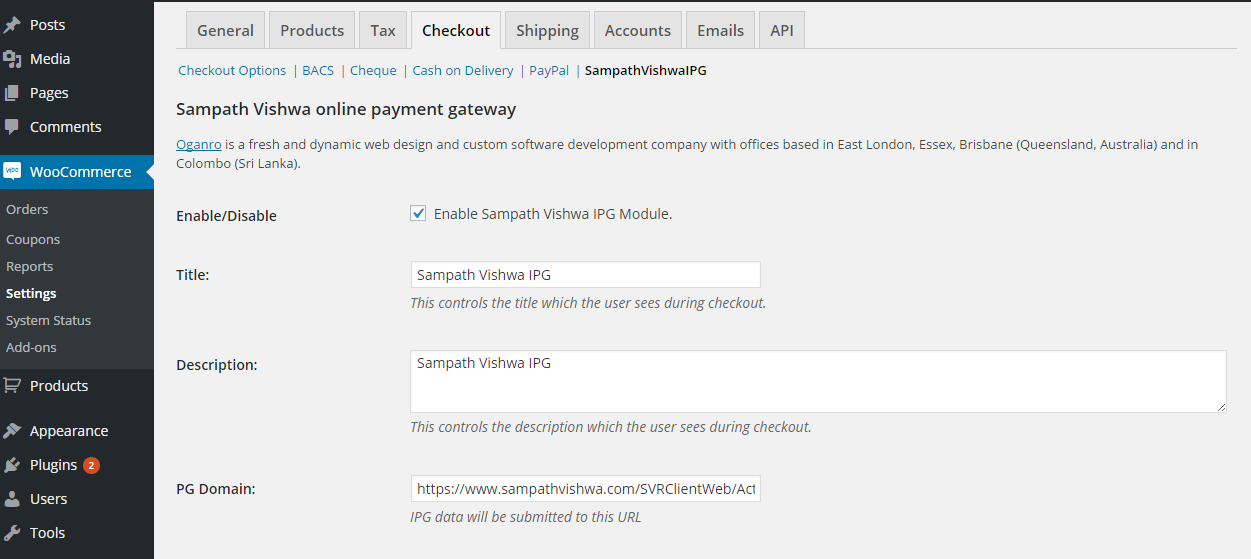 Posts
Media
Pages
Comments
WooCommerce
Orders
Coupons
Reports
Settings
System Status
Add-ons
Products
Appearance
Plugins 2
Users
Tools
General Products Tax Checkout Shipping Accounts Emails API
Checkout Options | BACS | Cheque | Cash on Delivery | PayPal | SampathVishwaIPG
Sampath Vishwa online payment gateway
Oganro is a fresh and dynamic web design and custom software development company with offices based in East London, Essex, Brisbane (Queensland, Australia) and in
Colombo (Sri Lanka).
Enable/Disable Enable Sampath Vishwa IPG Module.
Title: Sampath Vishwa IPG
This controls the title which the user sees during checkout.
Description: Sampath Vishwa IPG
This controls the description which the user sees during checkout.
PG Domain: https://www.sampathvishwa.com/SVRClientWeb/Act
IPG data will be submitted to this URL